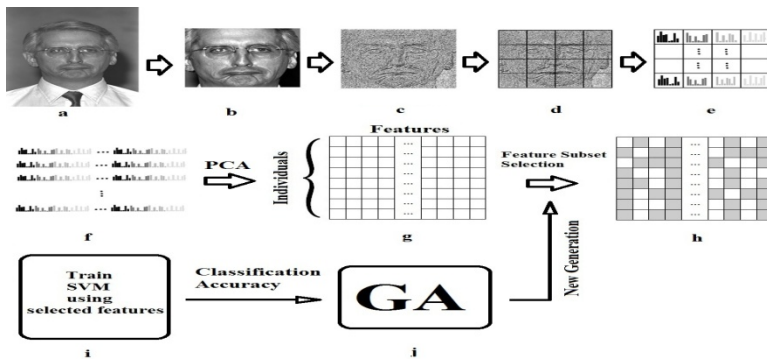 a
b
c
d
e
Features
PCA
Individuals
Feature Subset
Selection
f
g
h
New Generation
Train
SVM
using
selected features
Classification
Accuracy
GA
i
j